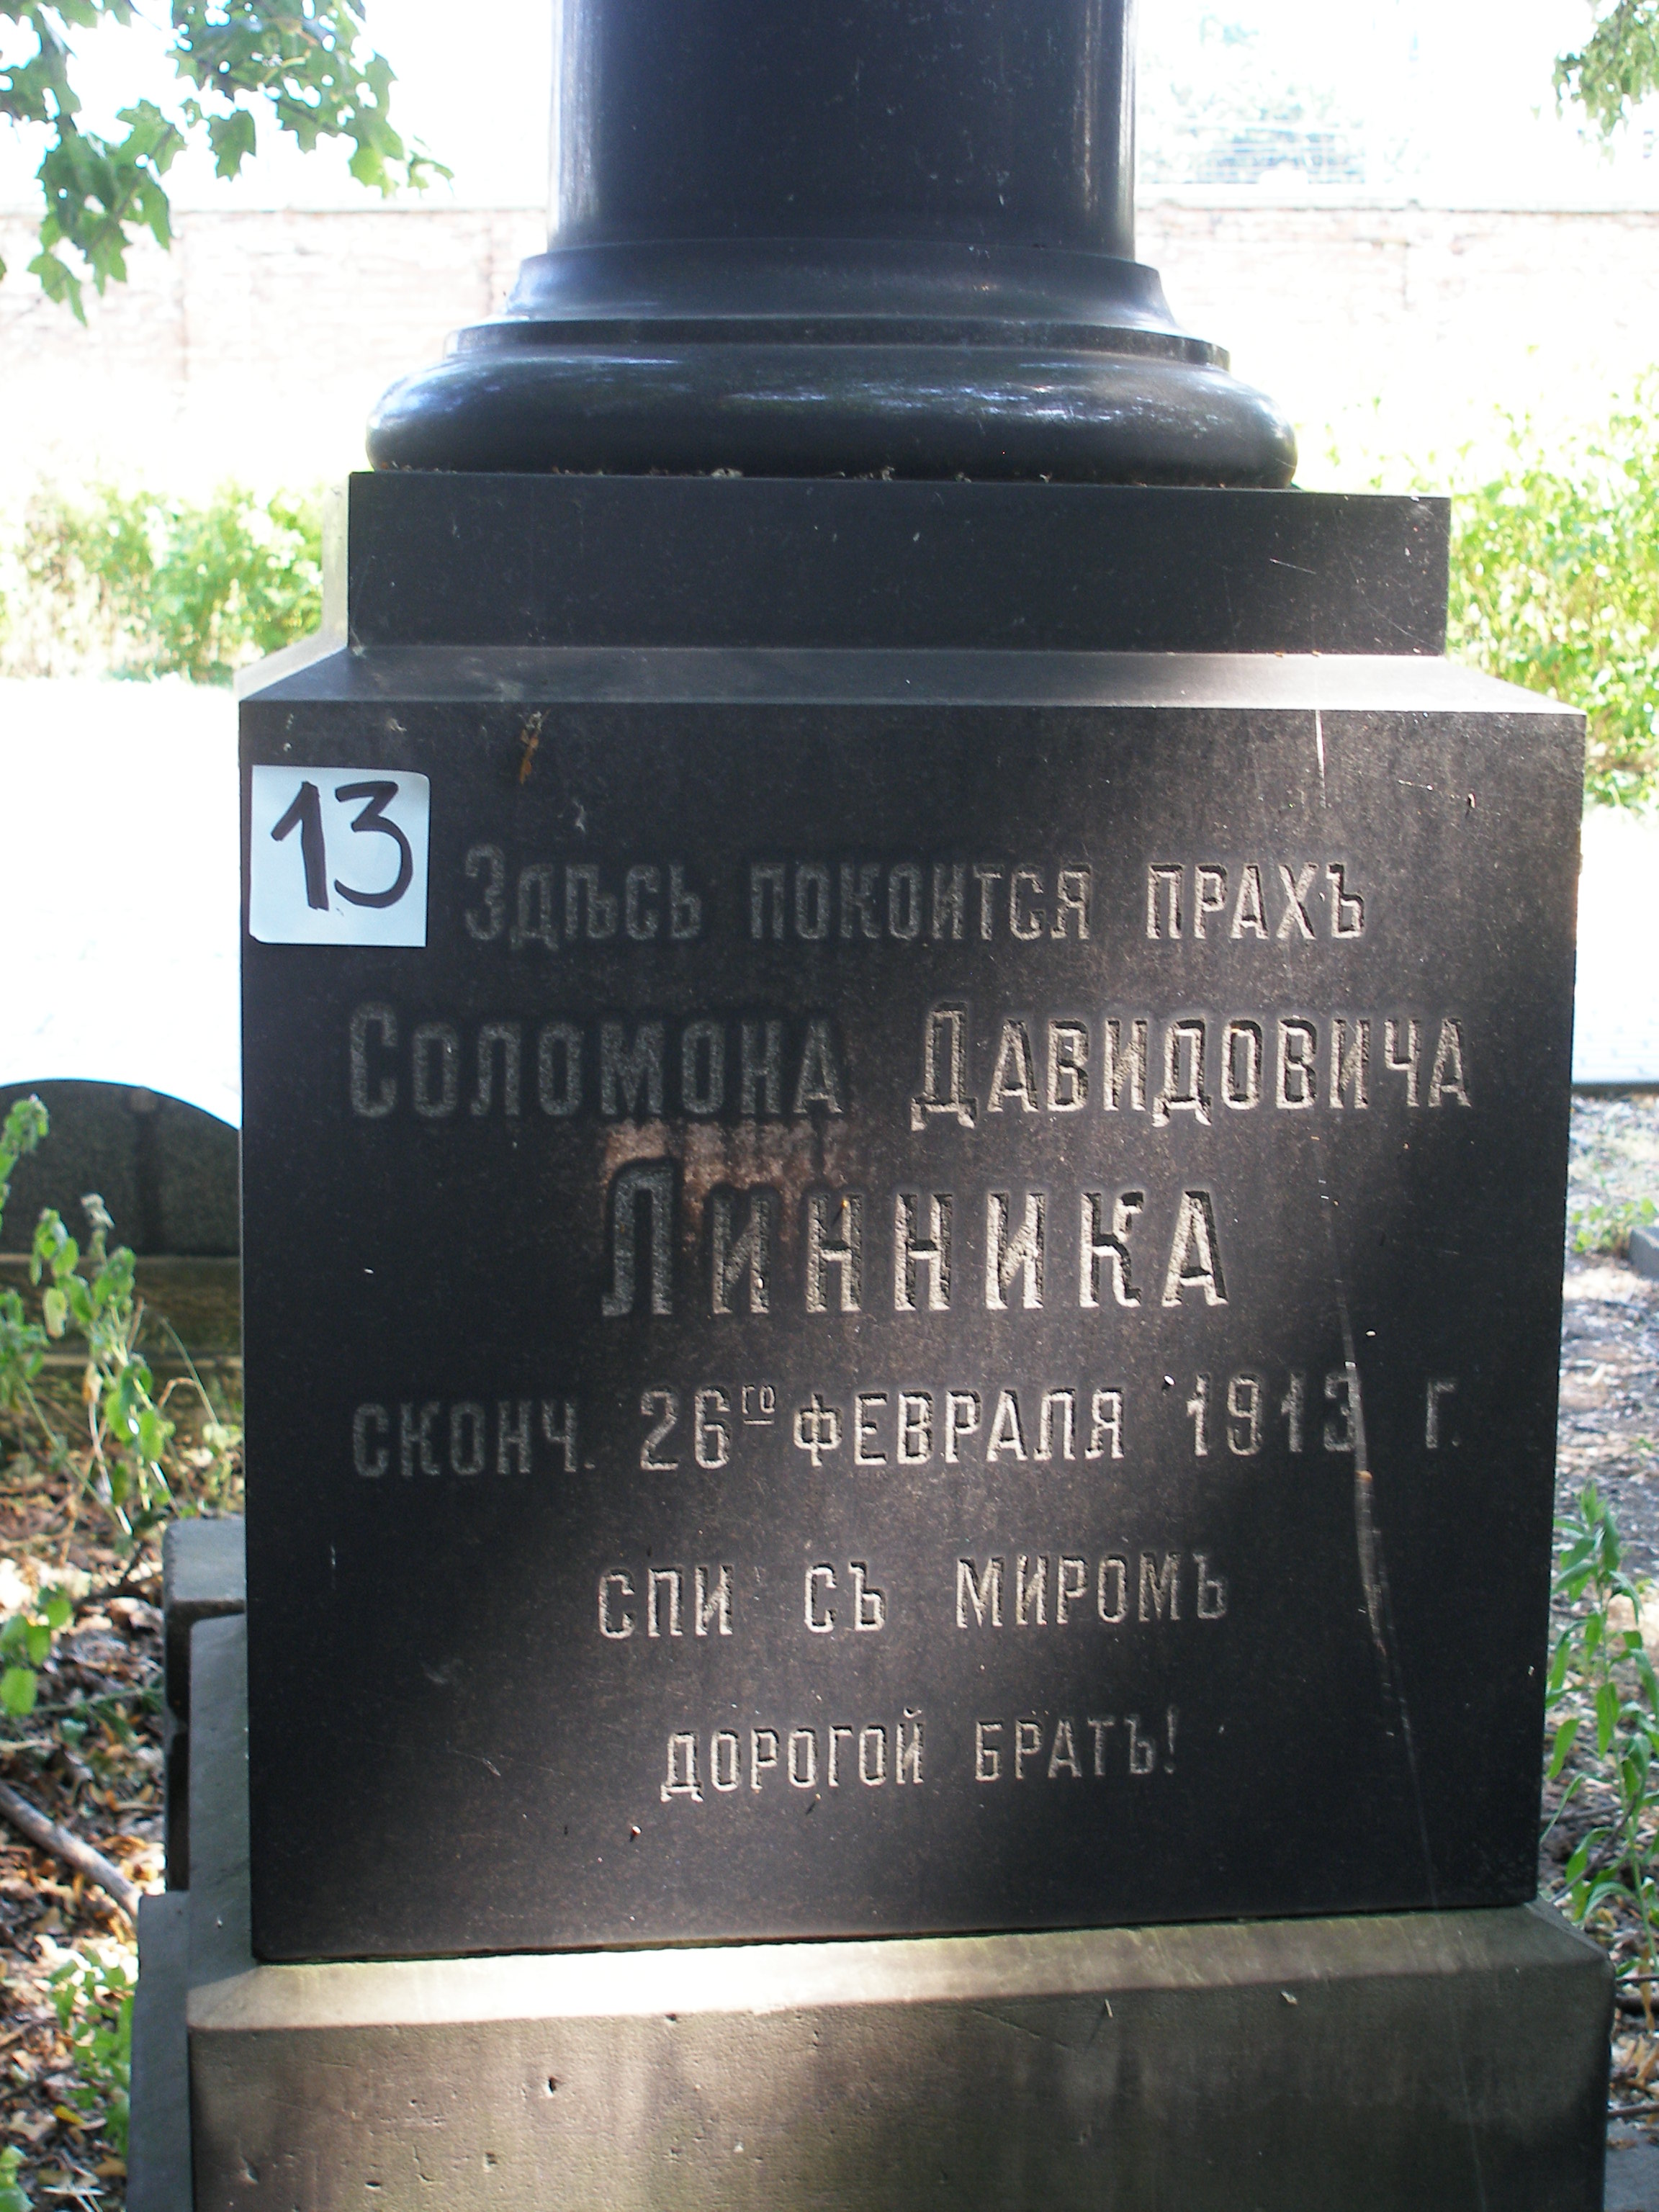 13
Здѣсь покоится прахъ
Соломона Давидовича
Линника
сконч. 26го февраля 1913 г.
спи съ миромъ
дорогой братъ!